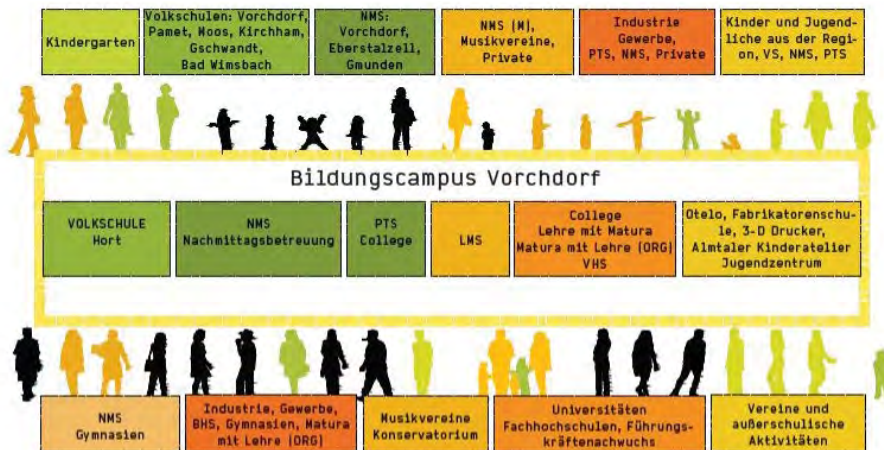 Kindergarten
Volkschulen: Vorchdorf,
Pamet, Moos, Kirchham,
Gschwandt,
Bad Wimsbach
NMS:
Vorchdorf,
Eberstalzell,
Gmunden
NMS (M),
Musikvereine,
Private
Industrie
Gewerbe,
PTS, NMS, Private
Kinder und Jugend-
liche aus der Regi-
on, VS, NMS, PTS
Bildungscampus Vorchdorf
VOLKSCHULE
Hort
NMS
Nachmittagsbetreuung
PTS
College
LMS
College
Lehre mit Matura
Matura mit Lehre (ORG)
VHS
Otelo, Fabrikatorenschu-
le, 3-D Drucker,
Almtaler Kinderatelier
Jugendzentrum
NMS
Gymnasien
Industrie, Gewerbe,
BHS, Gymnasien, Matura
mit Lehre (ORG)
Musikvereine
Konservatorium
Universitäten
Fachhochschulen, Führungs-
kräftenachwuchs
Vereine und
außerschulische
Aktivitäten